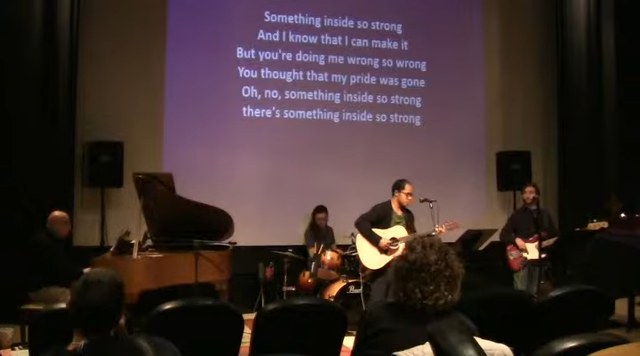 Something inside so strong
And I know that I can make it
But you're doing me wrong so wrong
You thought that my pride was gone
Oh, no, something inside so strong
there's something inside so strong